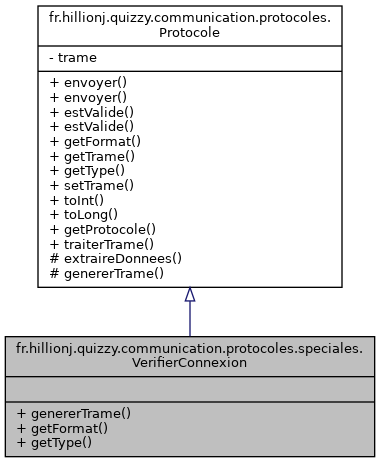 fr.hillionj.quizzy.communication.protocoles.
Protocole
- trame
+ envoyer()
+ envoyer()
+ estValide()
+ estValide()
+ getFormat()
+ getTrame()
+ getType()
+ setTrame()
+ toInt()
+ toLong()
+ getProtocole()
+ traiterTrame()
# extraireDonnees()
# genererTrame()
fr.hillionj.quizzy.communication.protocoles.speciales.
VerifierConnexion
+ genererTrame()
+ getFormat()
+ getType()